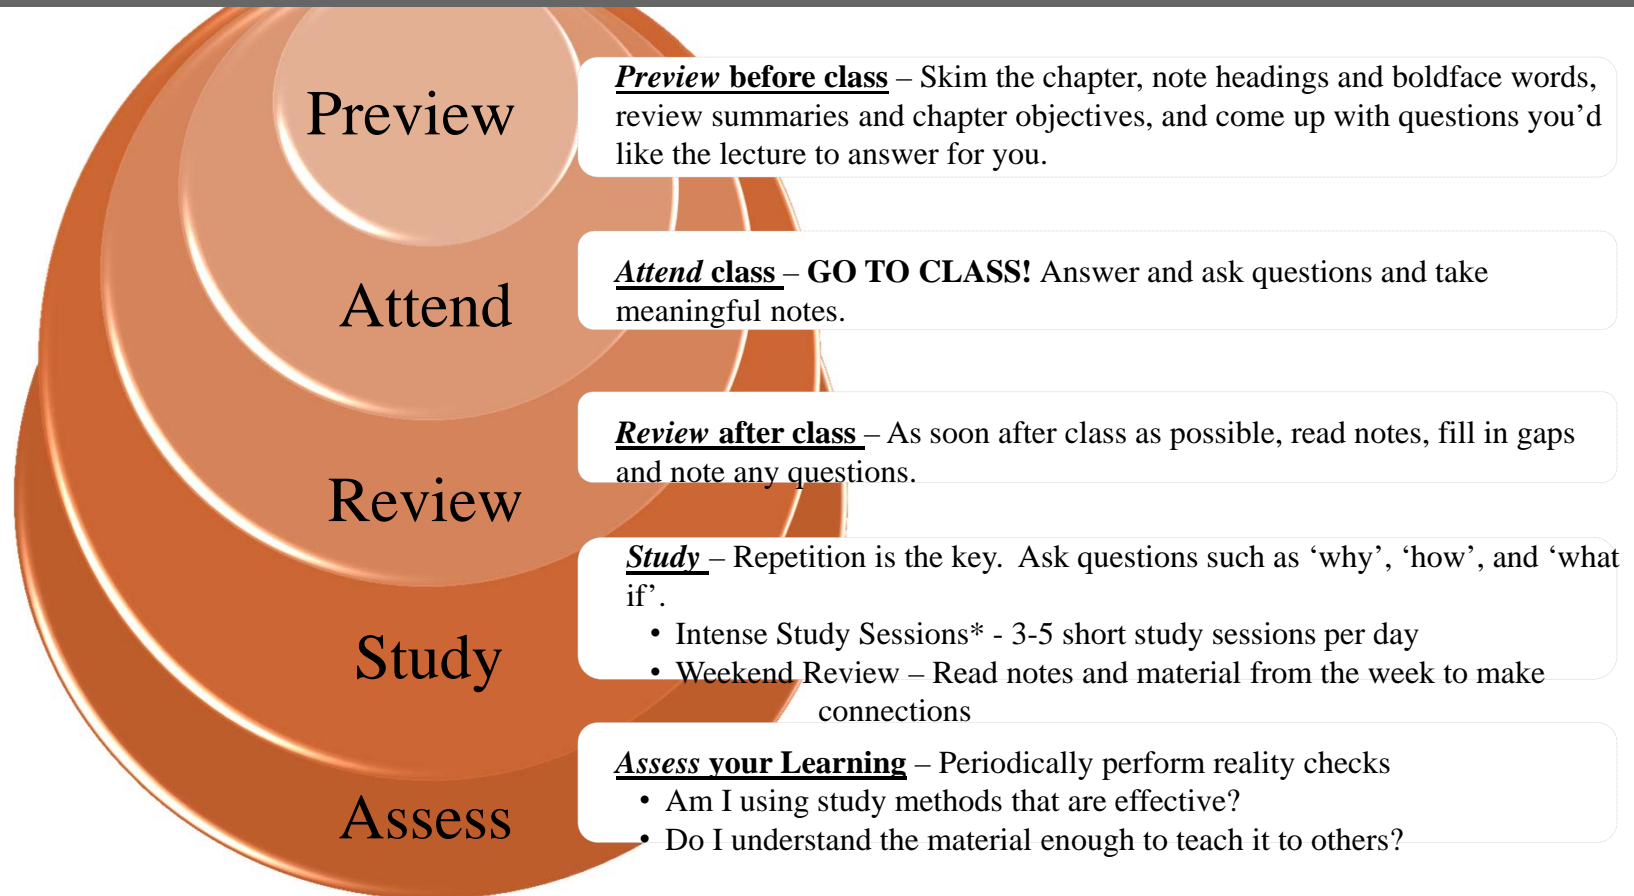 Preview
Preview before class – Skim the chapter, note headings and boldface words,
review summaries and chapter objectives, and come up with questions you’d
like the lecture to answer for you.
Attend
Attend class – GO TO CLASS! Answer and ask questions and take
meaningful notes.
Review
Review after class – As soon after class as possible, read notes, fill in gaps
and note any questions.
Study
Study – Repetition is the key.  Ask questions such as ‘why’, ‘how’, and ‘what
if’.
• Intense Study Sessions* - 3-5 short study sessions per day
• Weekend Review – Read notes and material from the week to make
connections
Assess
Assess your Learning – Periodically perform reality checks
• Am I using study methods that are effective?
• Do I understand the material enough to teach it to others?